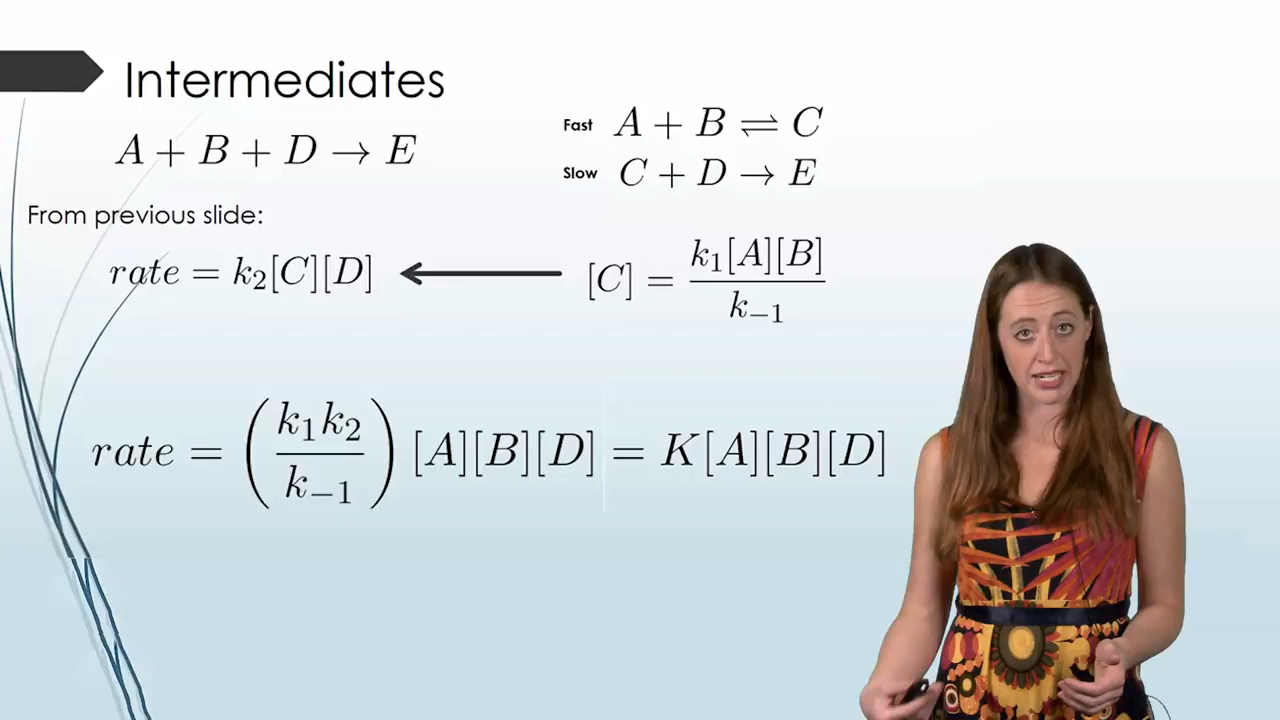 Intermediates
A + B + D → E
Fast A + B ⇌ C
Slow C + D → E
From previous slide:
rate = k₂[C][D] ← [C] = k₁[A][B] / k₋₁
rate = (k₁k₂ / k₋₁) [A][B][D] = K[A][B][D]